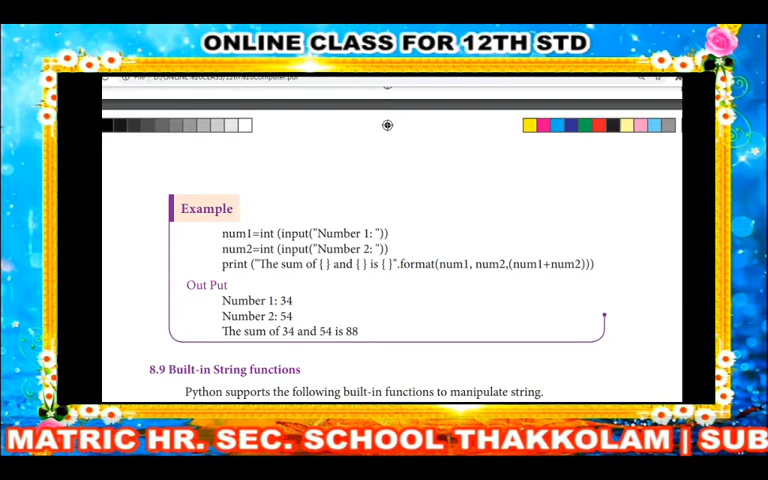 ONLINE CLASS FOR 12TH STD
Example
num1=int (input("Number 1: "))
num2=int (input("Number 2: "))
print ("The sum of { } and { } is { }".format(num1, num2,(num1+num2)))
Out Put
Number 1: 34
Number 2: 54
The sum of 34 and 54 is 88
8.9 Built-in String functions
Python supports the following built-in functions to manipulate string.
MATRIC HR. SEC. SCHOOL THAKKOLAM | SUB